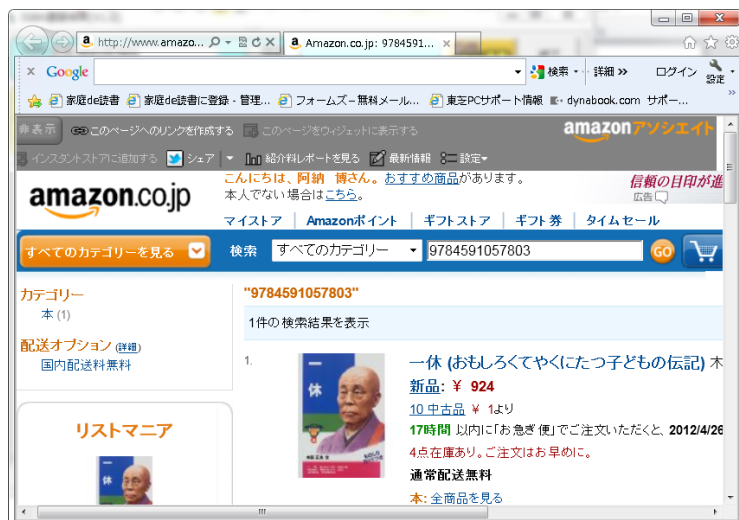 http://www.amazo...
Amazon.co.jp: 9784591...
× Google
検索
詳細 »
ログイン
設定
家庭de読書
家庭de読書に登録・管理...
フォームズ－無料メール...
東芝PCサポート情報
dynabook.com サポー...
非表示
このページへのリンクを作成する
このページをウィジェットに表示する
amazonアソシエイト
インスタントストアに追加する
シェア
紹介料レポートを見る
最新情報
設定
amazon.co.jp
こんにちは、阿納 博さん。おすすめ商品があります。
本人でない場合はこちら。
信頼の目印が進
広告
マイストア | Amazonポイント | ギフトストア | ギフト券 | タイムセール
すべてのカテゴリーを見る
検索
すべてのカテゴリー
9784591057803
GO
カテゴリー
本 (1)
配送オプション (詳細)
国内配送料無料
リストマニア
"9784591057803"
1件の検索結果を表示
1.
一休
一休 (おもしろくてやくにたつ子どもの伝記) 木
新品: ￥ 924
10 中古品 ￥ 1より
17時間 以内に「お急ぎ便」でご注文いただくと、2012/4/26
4点在庫あり。ご注文はお早めに。
通常配送無料
本: 全商品を見る
一休